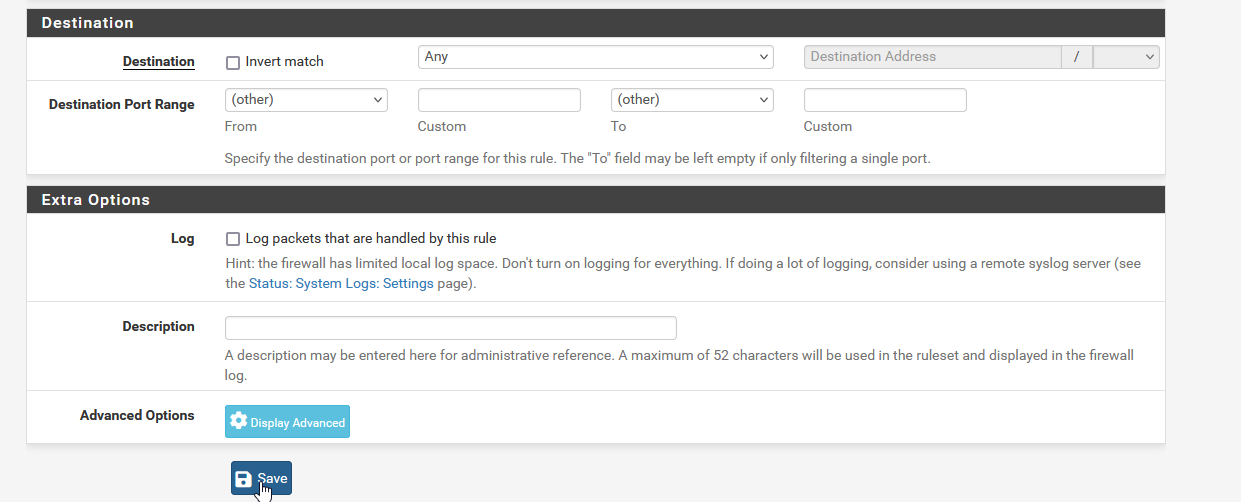 Destination
Destination Invert match Any Destination Address /
Destination Port Range (other) (other)
From Custom To Custom
Specify the destination port or port range for this rule. The "To" field may be left empty if only filtering a single port.
Extra Options
Log Log packets that are handled by this rule
Hint: the firewall has limited local log space. Don't turn on logging for everything. If doing a lot of logging, consider using a remote syslog server (see
the Status: System Logs: Settings page).
Description
A description may be entered here for administrative reference. A maximum of 52 characters will be used in the ruleset and displayed in the firewall
log.
Advanced Options Display Advanced
Save